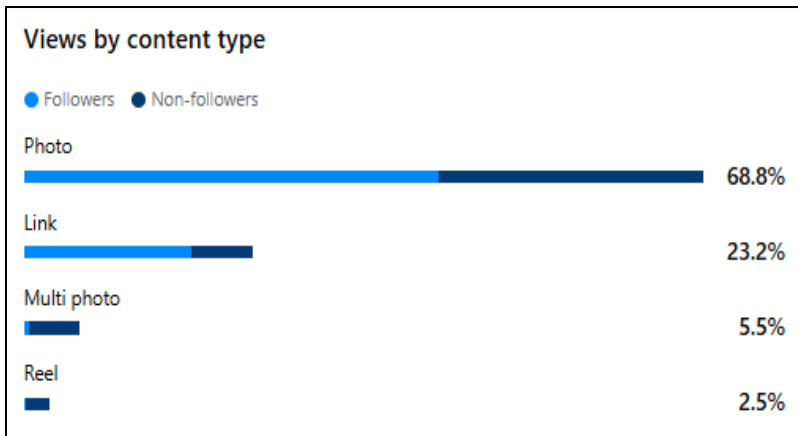 Views by content type
Followers Non-followers
Photo
68.8%
Link
23.2%
Multi photo
5.5%
Reel
2.5%